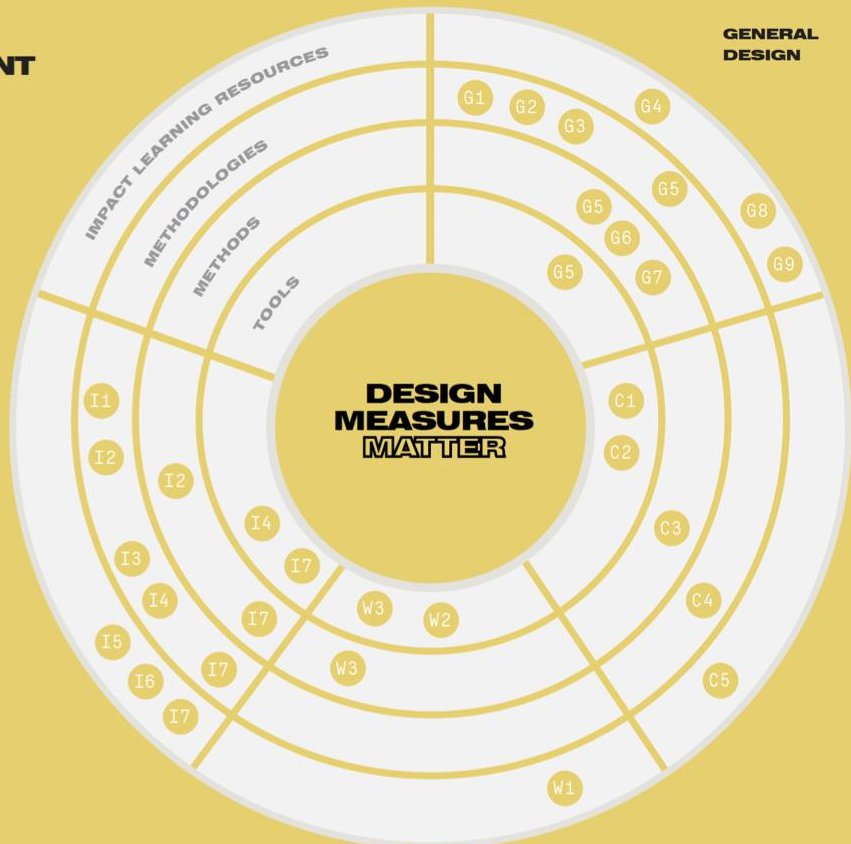 NT
GENERAL
DESIGN
IMPACT LEARNING RESOURCES
METHODOLOGIES
METHODS
TOOLS
G1
G2
G3
G4
G5
G5
G6
G7
G5
G8
G9
DESIGN
MEASURES
MATTER
I1
I2
I2
I3
I4
I4
I7
I5
I6
I7
I7
I7
C1
C2
C3
C4
C5
W3
W2
W3
W1